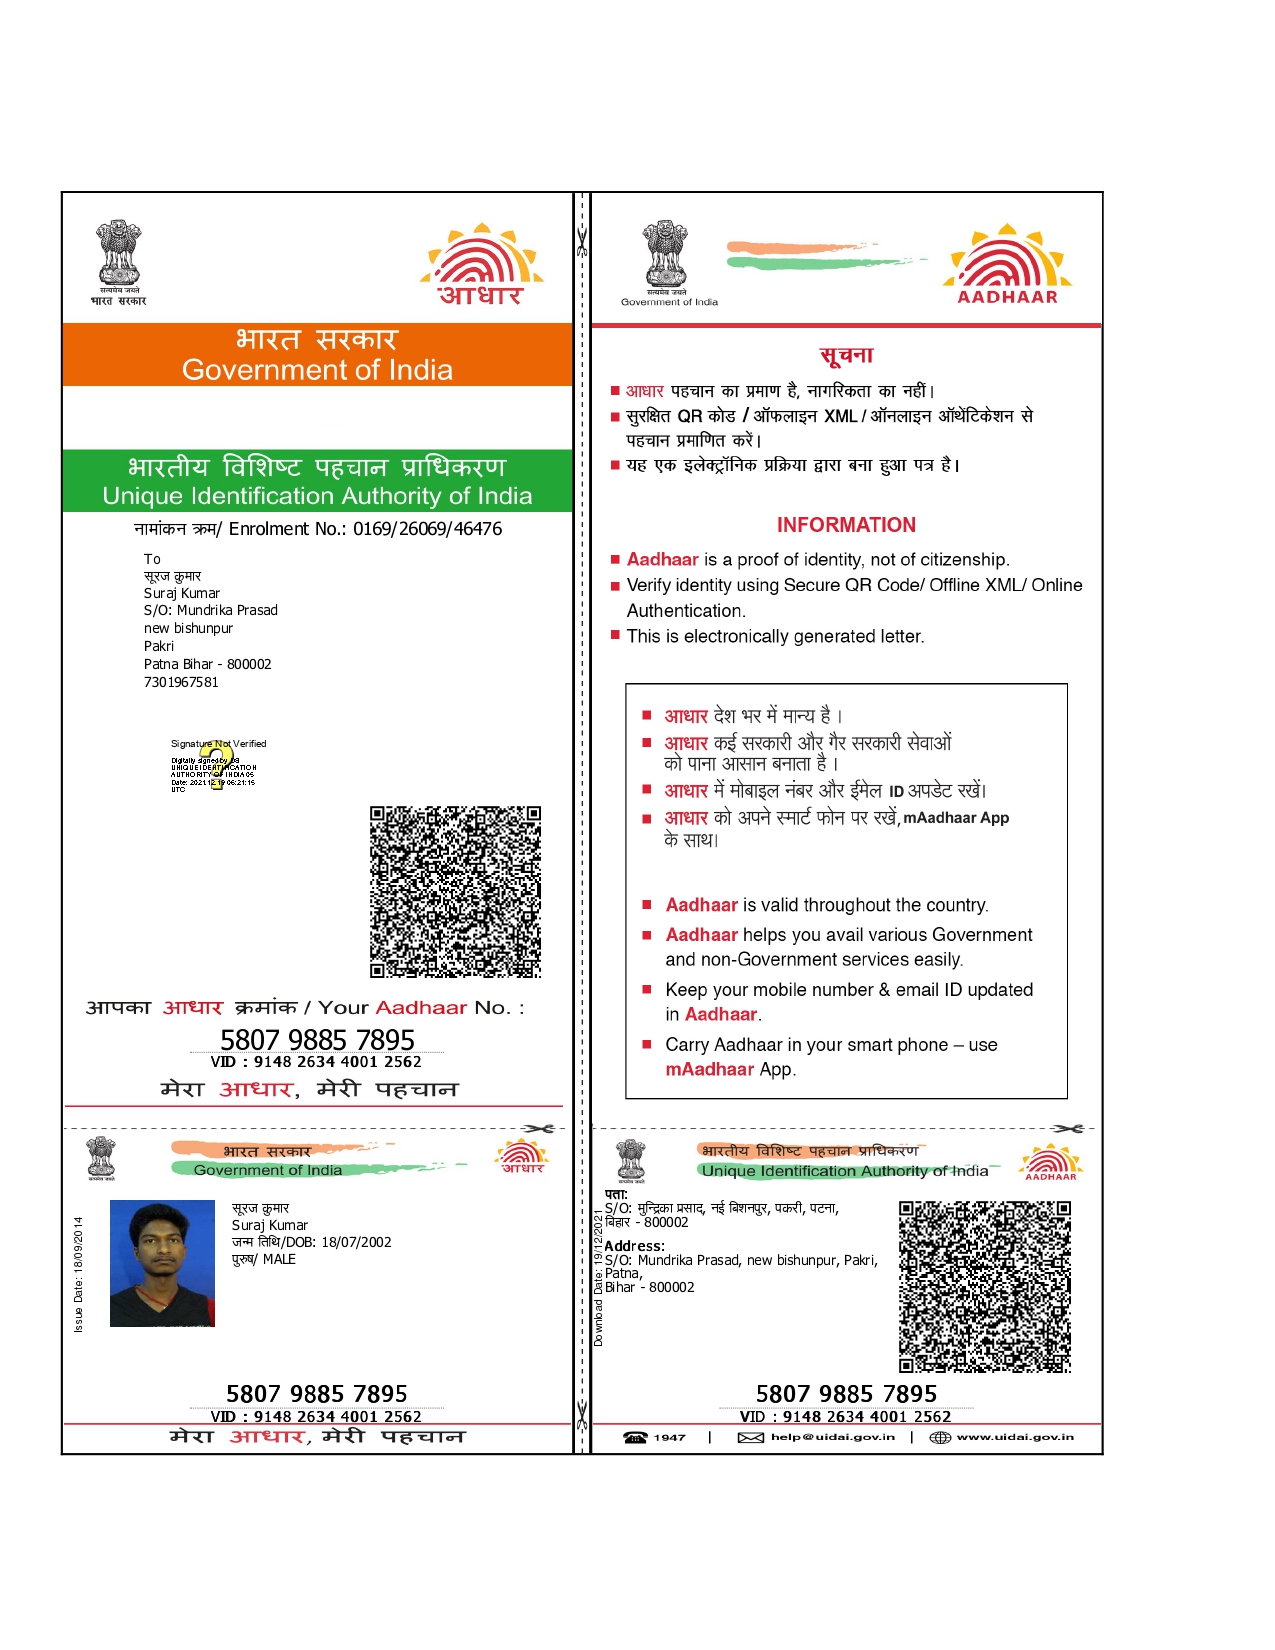 सत्यमेव जयते
भारत सरकार
आधार
भारत सरकार
Government of India
भारतीय विशिष्ट पहचान प्राधिकरण
Unique Identification Authority of India
नामांकन क्रम/ Enrolment No.: 0169/26069/46476
To
सूरज कुमार
Suraj Kumar
S/O: Mundrika Prasad
new bishunpur
Pakri
Patna Bihar - 800002
7301967581
Signature Not Verified
Digitally signed by DS
UNIQUE IDENTIFICATION
AUTHORITY OF INDIA 05
Date: 2021.12.19 06:21:15
UTC
आपका आधार क्रमांक / Your Aadhaar No. :
5807 9885 7895
VID : 9148 2634 4001 2562
मेरा आधार, मेरी पहचान
सत्यमेव जयते
Government of India
AADHAAR
सूचना
आधार पहचान का प्रमाण है, नागरिकता का नहीं।
सुरक्षित QR कोड / ऑफलाइन XML / ऑनलाइन ऑथेंटिकेशन से
पहचान प्रमाणित करें।
यह एक इलेक्ट्रॉनिक प्रक्रिया द्वारा बना हुआ पत्र है।
INFORMATION
Aadhaar is a proof of identity, not of citizenship.
Verify identity using Secure QR Code/ Offline XML/ Online
Authentication.
This is electronically generated letter.
आधार देश भर में मान्य है ।
आधार कई सरकारी और गैर सरकारी सेवाओं
को पाना आसान बनाता है ।
आधार में मोबाइल नंबर और ईमेल ID अपडेट रखें।
आधार को अपने स्मार्ट फोन पर रखें, mAadhaar App
के साथ।
Aadhaar is valid throughout the country.
Aadhaar helps you avail various Government
and non-Government services easily.
Keep your mobile number & email ID updated
in Aadhaar.
Carry Aadhaar in your smart phone – use
mAadhaar App.
सत्यमेव जयते
भारत सरकार
Government of India
आधार
Issue Date: 18/09/2014
सूरज कुमार
Suraj Kumar
जन्म तिथि/DOB: 18/07/2002
पुरुष/ MALE
5807 9885 7895
VID : 9148 2634 4001 2562
मेरा आधार, मेरी पहचान
सत्यमेव जयते
भारतीय विशिष्ट पहचान प्राधिकरण
Unique Identification Authority of India
AADHAAR
Download Date: 19/12/2021
पता:
S/O: मुन्द्रिका प्रसाद, नई बिशनपुर, पकरी, पटना,
बिहार - 800002
Address:
S/O: Mundrika Prasad, new bishunpur, Pakri,
Patna,
Bihar - 800002
5807 9885 7895
VID : 9148 2634 4001 2562
1947 | help@uidai.gov.in | www.uidai.gov.in